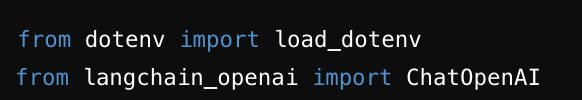 from dotenv import load_dotenv
from langchain_openai import ChatOpenAI